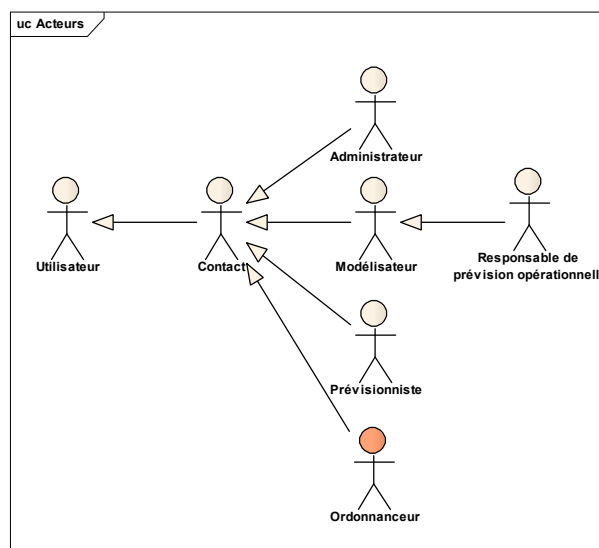 uc Acteurs
Administrateur
Utilisateur
Contact
Modélisateur
Responsable de
prévision opérationnell
Prévisionniste
Ordonnanceur